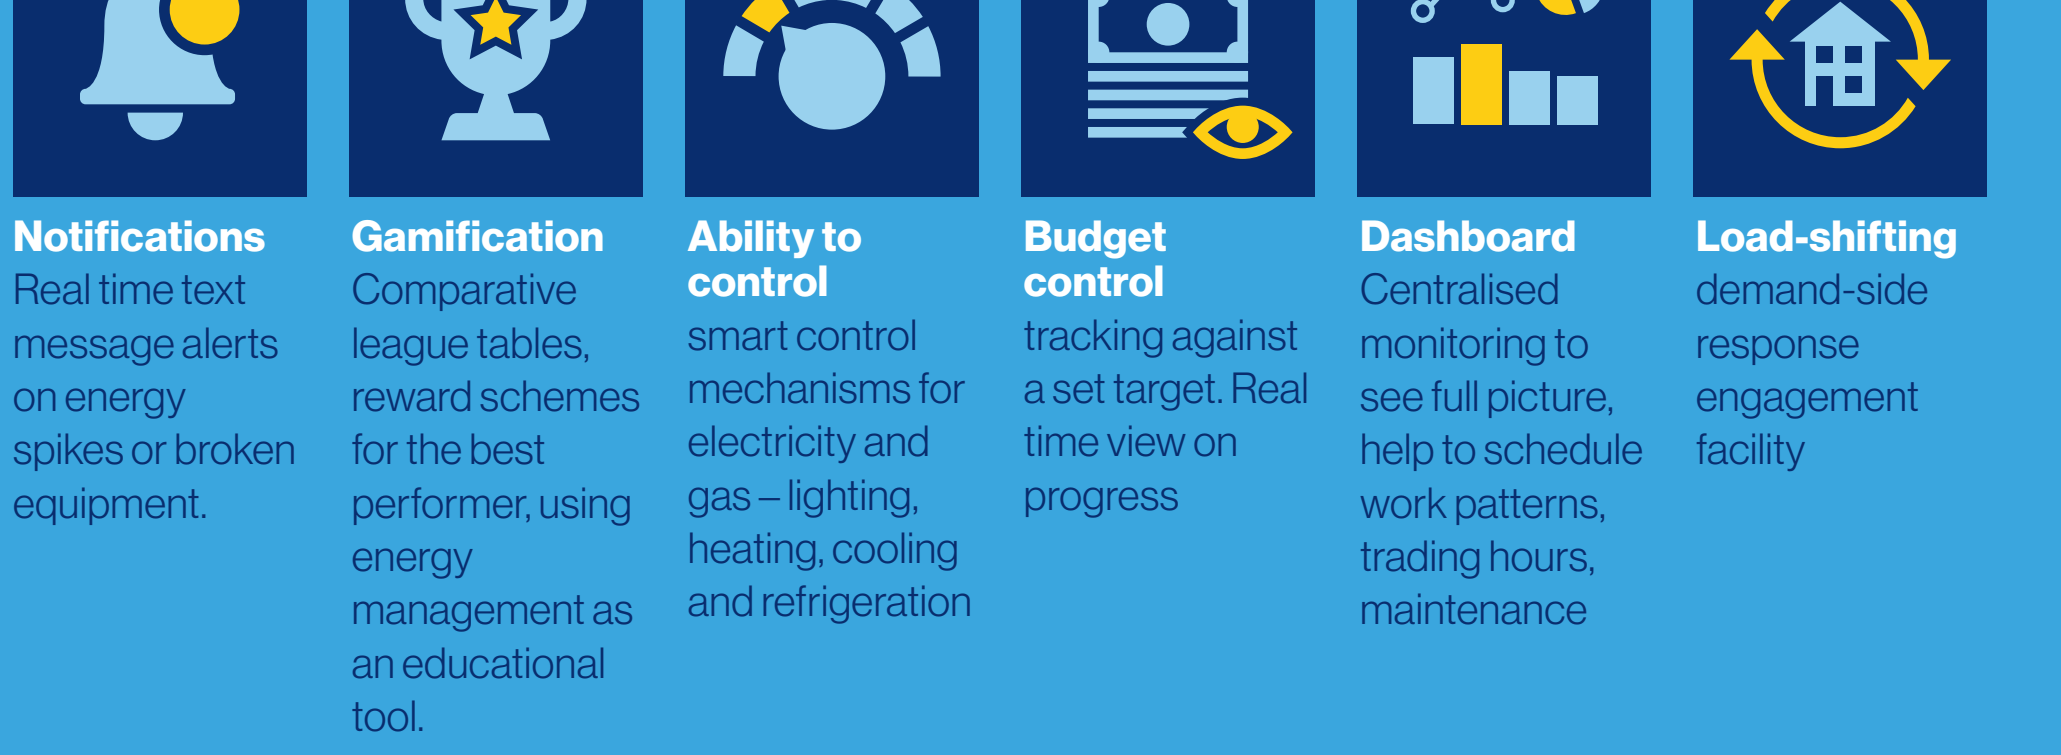 Notifications
Real time text
message alerts
on energy
spikes or broken
equipment.
Gamification
Comparative
league tables,
reward schemes
for the best
performer, using
energy
management as
an educational
tool.
Ability to
control
smart control
mechanisms for
electricity and
gas – lighting,
heating, cooling
and refrigeration
Budget
control
tracking against
a set target. Real
time view on
progress
Dashboard
Centralised
monitoring to
see full picture,
help to schedule
work patterns,
trading hours,
maintenance
Load-shifting
demand-side
response
engagement
facility